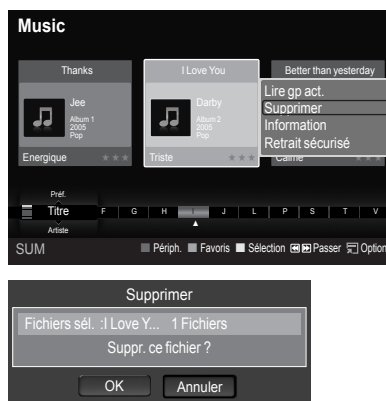 Music
Thanks
I Love You
Better than yesterday
Jee
Album 1
2005
Pop
Darby
Album 2
2005
Pop
Lire gp act.
Supprimer
Information
Retrait sécurisé
Energique
Triste
Calme
Préf.
Titre
F G H I J L P S T V
Artiste
SUM
Périph. Favoris Sélection Passer Option
Supprimer
Fichiers sél. :I Love Y... 1 Fichiers
Suppr. ce fichier ?
OK Annuler